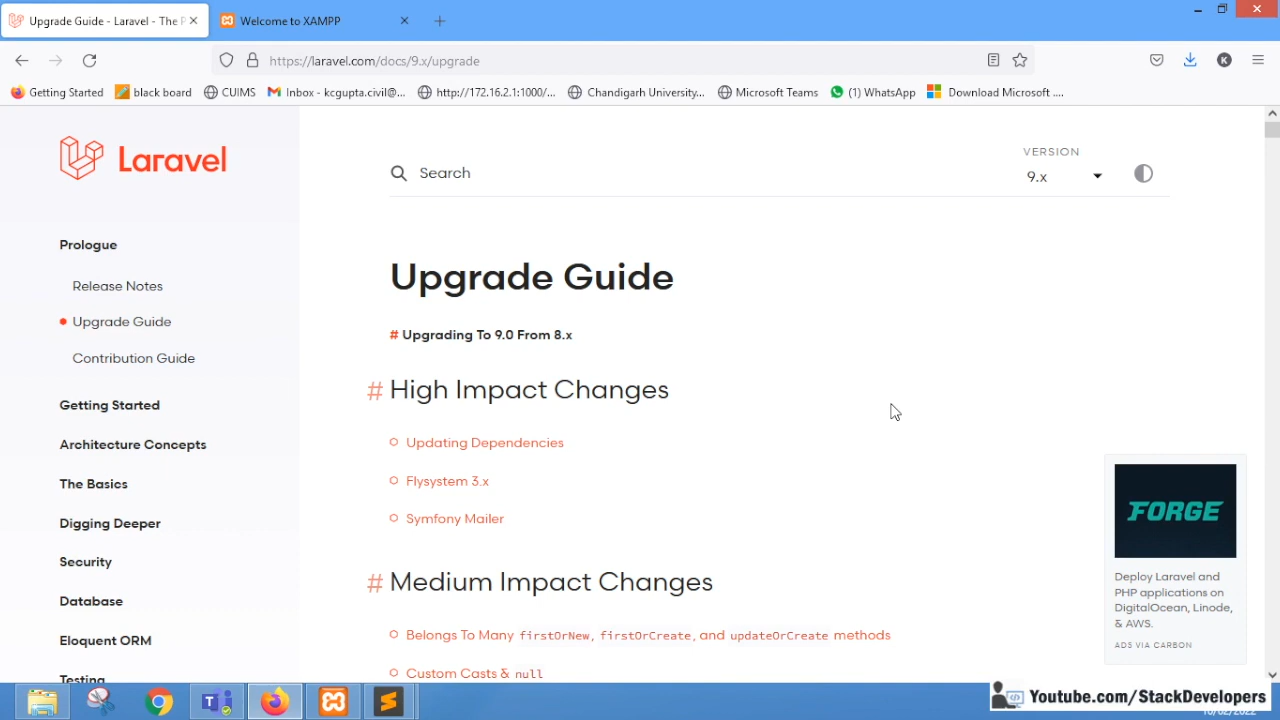 Upgrade Guide - Laravel - The P
Welcome to XAMPP
https://laravel.com/docs/9.x/upgrade
K
Getting Started
black board
CUIMS
Inbox - kcgupta.civil@...
http://172.16.2.1:1000/...
Chandigarh University...
Microsoft Teams
(1) WhatsApp
Download Microsoft ....
Laravel
Search
VERSION
9.x
Prologue
Release Notes
Upgrade Guide
Contribution Guide
Getting Started
Architecture Concepts
The Basics
Digging Deeper
Security
Database
Eloquent ORM
Testing
Upgrade Guide
# Upgrading To 9.0 From 8.x
# High Impact Changes
Updating Dependencies
Flysystem 3.x
Symfony Mailer
# Medium Impact Changes
Belongs To Many firstOrNew, firstOrCreate, and updateOrCreate methods
Custom Casts & null
FORGE
Deploy Laravel and
PHP applications on
DigitalOcean, Linode,
& AWS.
ADS VIA CARBON
Youtube.com/StackDevelopers